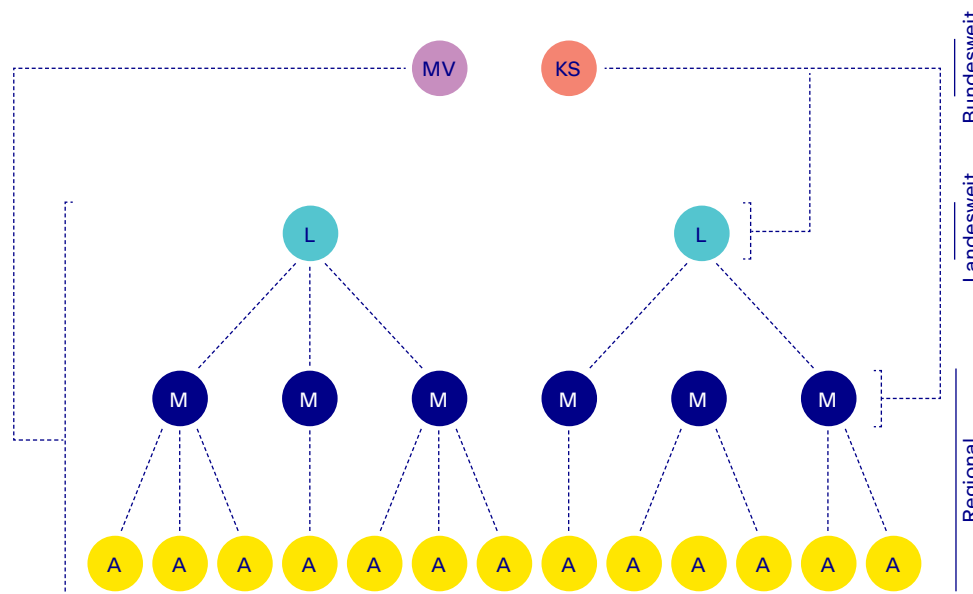 MV KS
Bundesweit
L L
Landesweit
M M M M M M
Regional
A A A A A A A A A A A A A